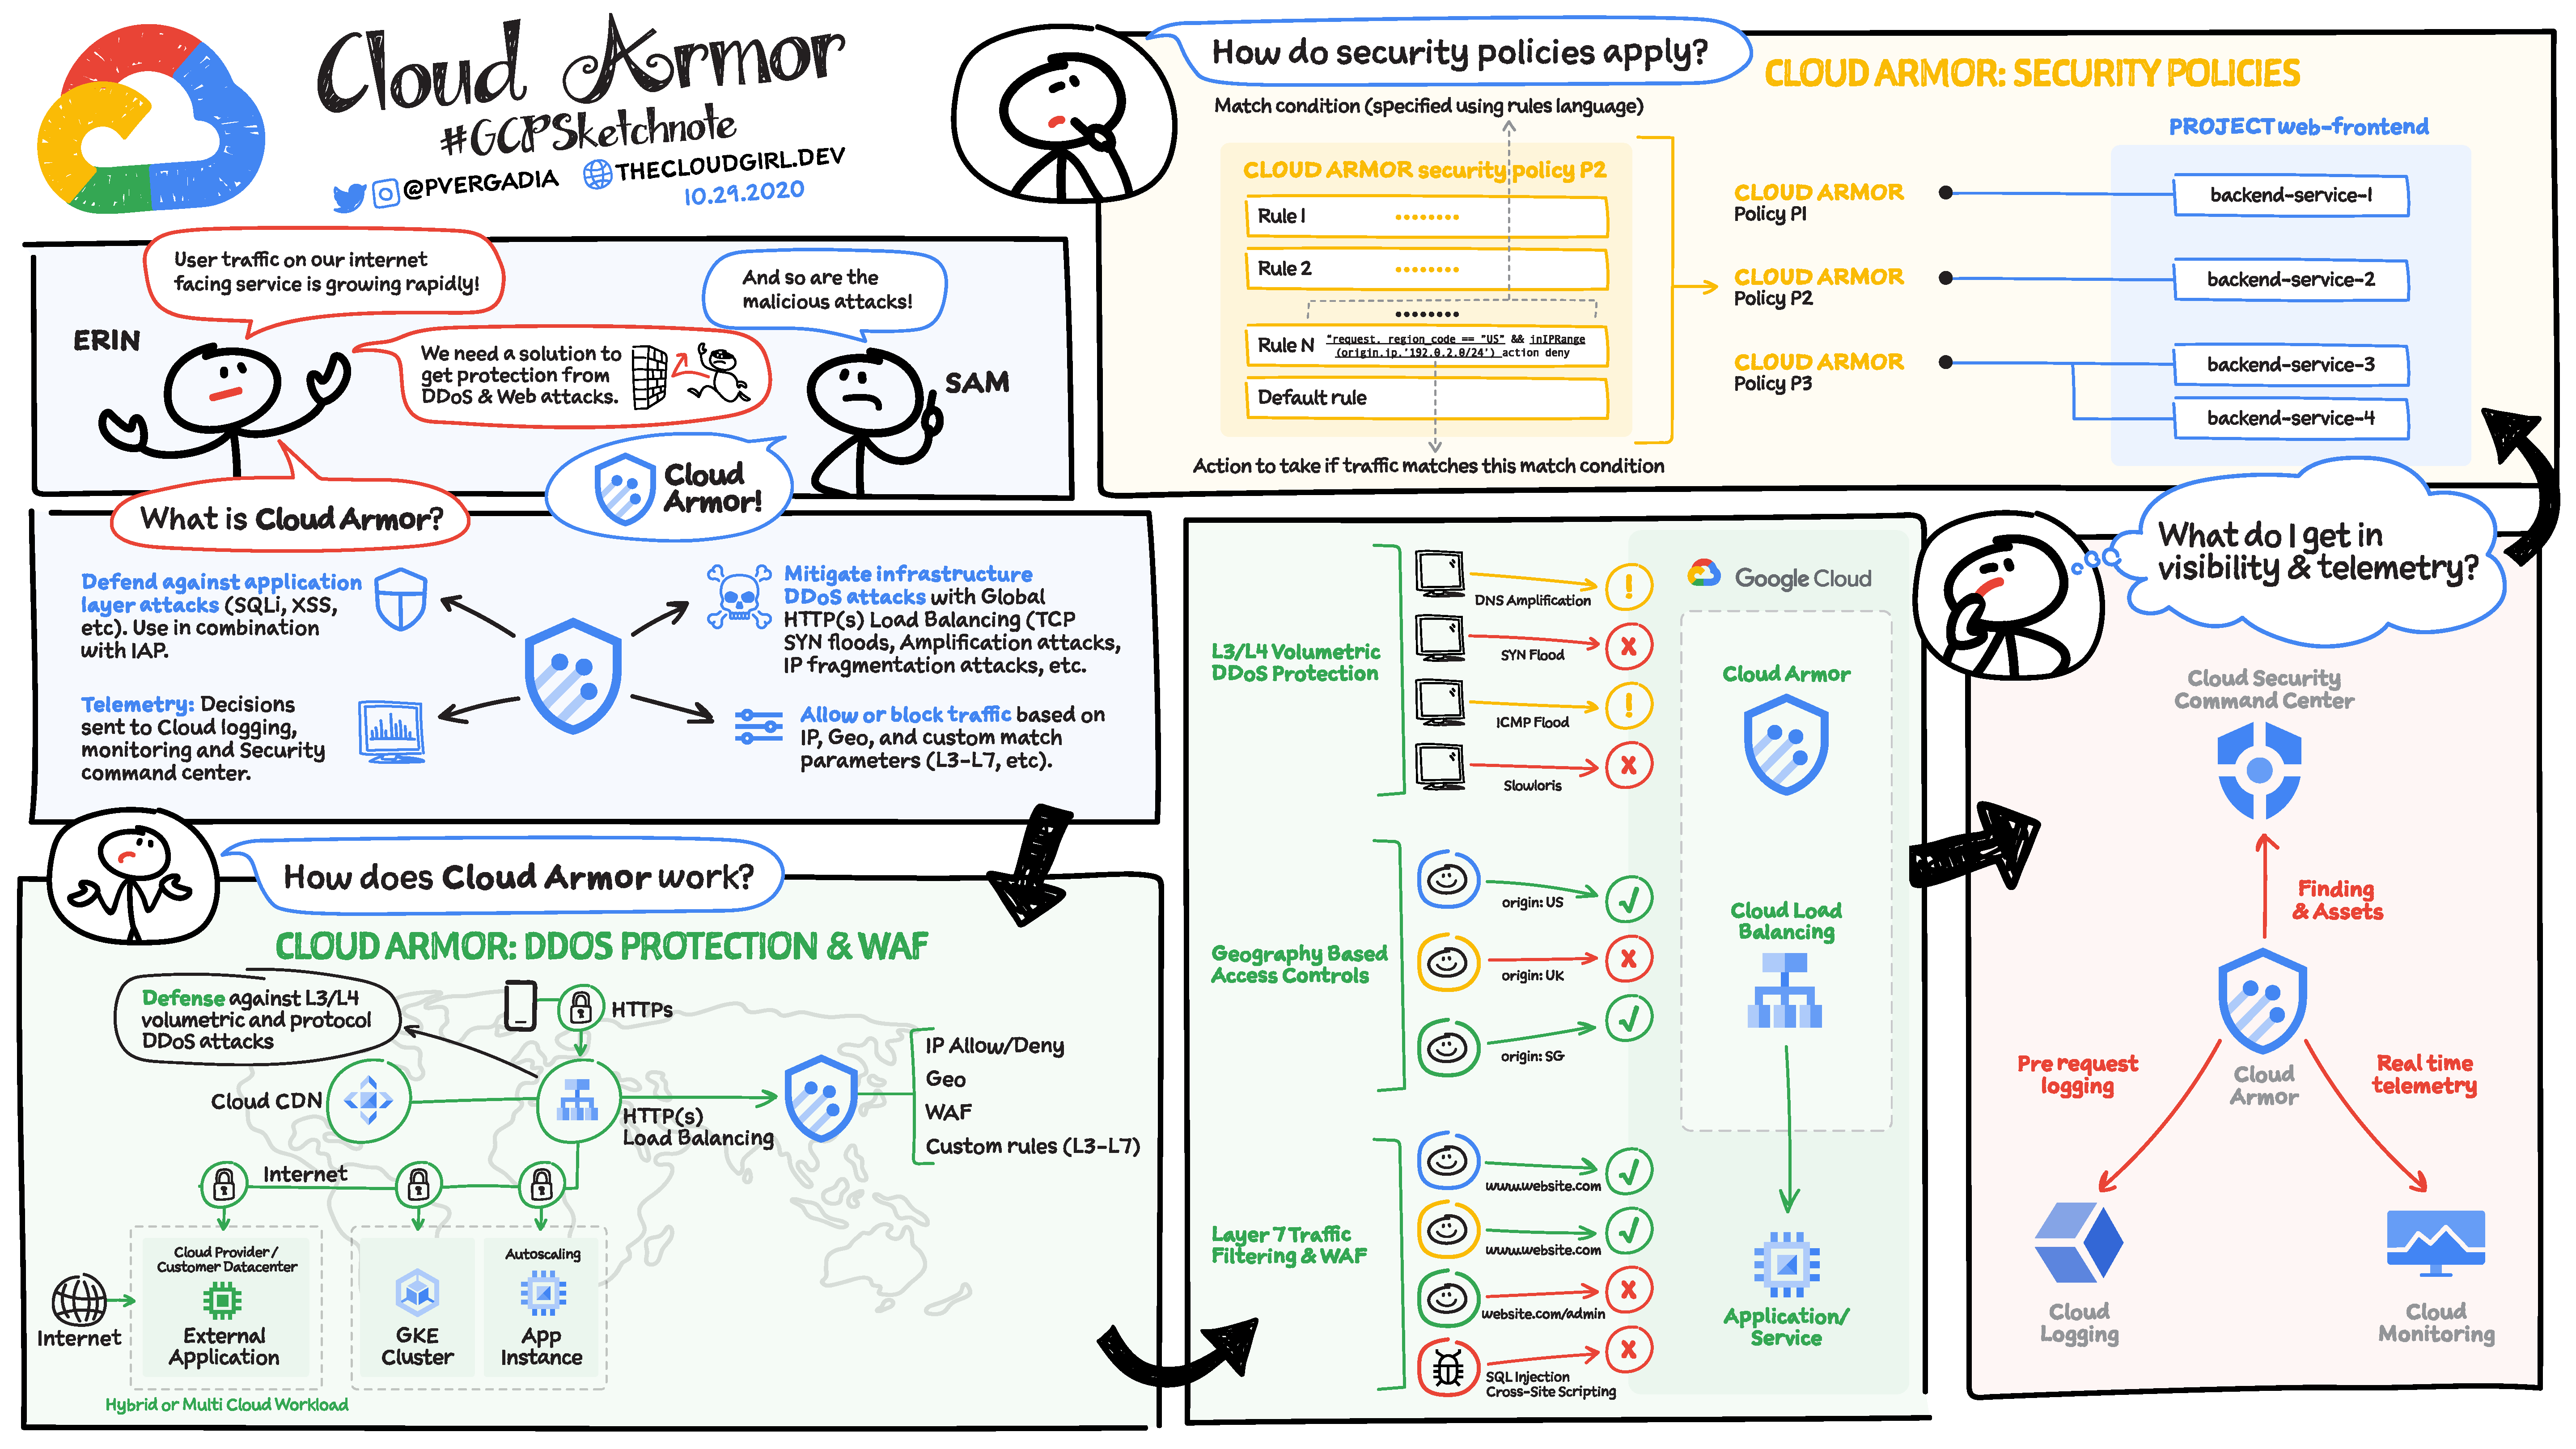 Cloud Armor
#GCPSketchnote
@PVERGADIA
THECLOUDGIRL.DEV
10.29.2020
User traffic on our internet
facing service is growing rapidly!
And so are the
malicious attacks!
ERIN
We need a solution to
get protection from
DDoS & Web attacks.
SAM
Cloud
Armor!
What is Cloud Armor?
Defend against application
layer attacks (SQLi, XSS,
etc). Use in combination
with IAP.
Mitigate infrastructure
DDoS attacks with Global
HTTP(s) Load Balancing (TCP
SYN floods, Amplification attacks,
IP fragmentation attacks, etc.
Telemetry: Decisions
sent to Cloud logging,
monitoring and Security
command center.
Allow or block traffic based on
IP, Geo, and custom match
parameters (L3-L7, etc).
How does Cloud Armor work?
CLOUD ARMOR: DDOS PROTECTION & WAF
Defense against L3/L4
volumetric and protocol
DDoS attacks
HTTPs
Cloud CDN
HTTP(s)
Load Balancing
IP Allow/Deny
Geo
WAF
Custom rules (L3-L7)
Internet
Cloud Provider/
Customer Datacenter
External
Application
Internet
GKE
Cluster
Autoscaling
App
Instance
Hybrid or Multi Cloud Workload
L3/L4 Volumetric
DDoS Protection
DNS Amplification
SYN Flood
ICMP Flood
Slowloris
Geography Based
Access Controls
origin: US
origin: UK
origin: SG
Layer 7 Traffic
Filtering & WAF
www.website.com
www.website.com
website.com/admin
SQL Injection
Cross-Site Scripting
Google Cloud
Cloud Armor
Cloud Load
Balancing
Application/
Service
What do I get in
visibility & telemetry?
Cloud Security
Command Center
Finding
& Assets
Pre request
logging
Cloud
Armor
Real time
telemetry
Cloud
Logging
Cloud
Monitoring
How do security policies apply?
CLOUD ARMOR: SECURITY POLICIES
Match condition (specified using rules language)
CLOUD ARMOR security policy P2
Rule 1
Rule 2
Rule N
"request. region_code == "US" && inIPRange
(origin.ip.'192.0.2.0/24') action deny
Default rule
Action to take if traffic matches this match condition
PROJECT web-frontend
CLOUD ARMOR
Policy P1
backend-service-1
CLOUD ARMOR
Policy P2
backend-service-2
CLOUD ARMOR
Policy P3
backend-service-3
backend-service-4